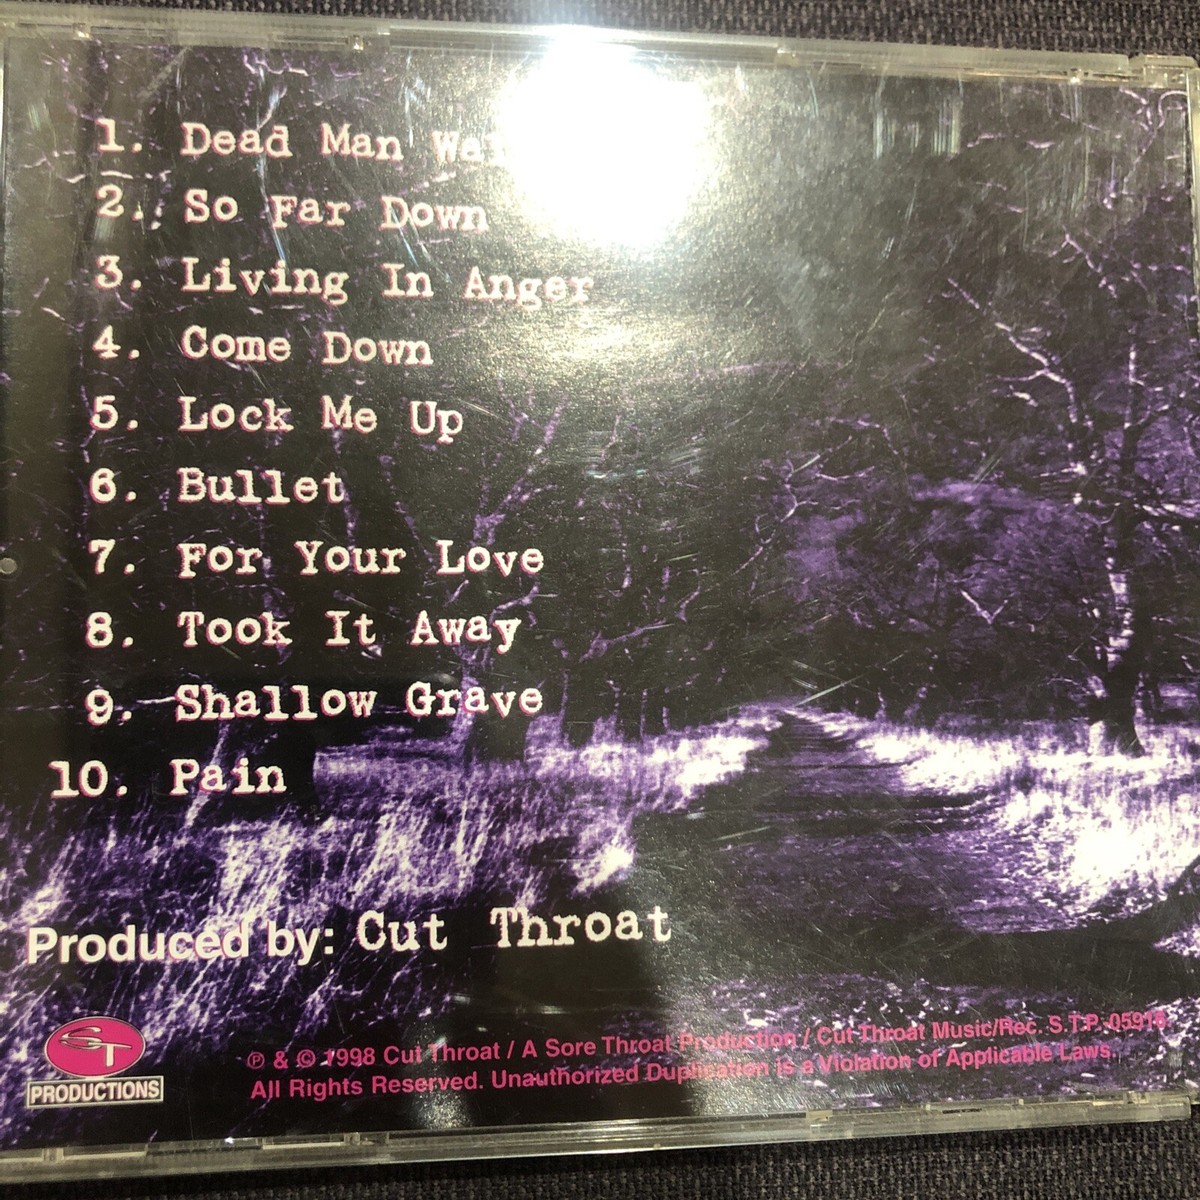 1. Dead Man
2. So Far Down
3. Living In Anger
4. Come Down
5. Lock Me Up
6. Bullet
7. For Your Love
8. Took It Away
9. Shallow Grave
10. Pain
Produced by: Cut Throat
ST
PRODUCTIONS
℗ & © 1998 Cut Throat / A Sore Throat Production / Cut Throat Music/Rec. S.T.P.
All Rights Reserved. Unauthorized Duplication is a Violation of Applicable Laws.